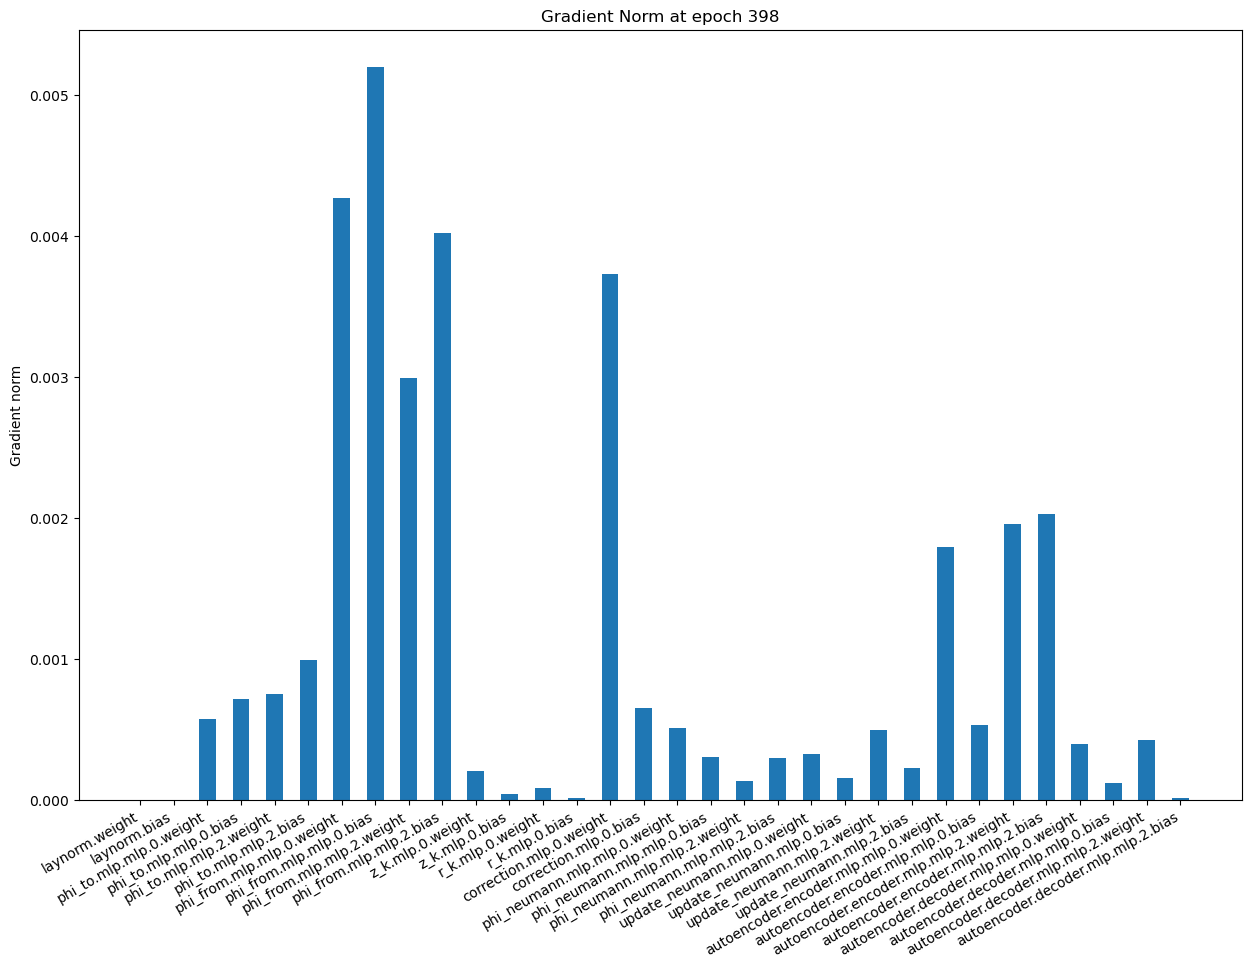 Gradient Norm at epoch 398
Gradient norm
0.005
0.004
0.003
0.002
0.001
0.000
laynorm.weight
laynorm.bias
phi_to.mlp.mlp.0.weight
phi_to.mlp.mlp.0.bias
phi_to.mlp.mlp.2.weight
phi_to.mlp.mlp.2.bias
phi_from.mlp.mlp.0.weight
phi_from.mlp.mlp.0.bias
phi_from.mlp.mlp.2.weight
phi_from.mlp.mlp.2.bias
z_k.mlp.0.weight
z_k.mlp.0.bias
r_k.mlp.0.weight
r_k.mlp.0.bias
correction.mlp.0.weight
correction.mlp.0.bias
phi_neumann.mlp.mlp.0.weight
phi_neumann.mlp.mlp.0.bias
phi_neumann.mlp.mlp.2.weight
phi_neumann.mlp.mlp.2.bias
update_neumann.mlp.0.weight
update_neumann.mlp.0.bias
update_neumann.mlp.2.weight
update_neumann.mlp.2.bias
autoencoder.encoder.mlp.mlp.0.weight
autoencoder.encoder.mlp.mlp.0.bias
autoencoder.encoder.mlp.mlp.2.weight
autoencoder.encoder.mlp.mlp.2.bias
autoencoder.decoder.mlp.mlp.0.weight
autoencoder.decoder.mlp.mlp.0.bias
autoencoder.decoder.mlp.mlp.2.weight
autoencoder.decoder.mlp.mlp.2.bias